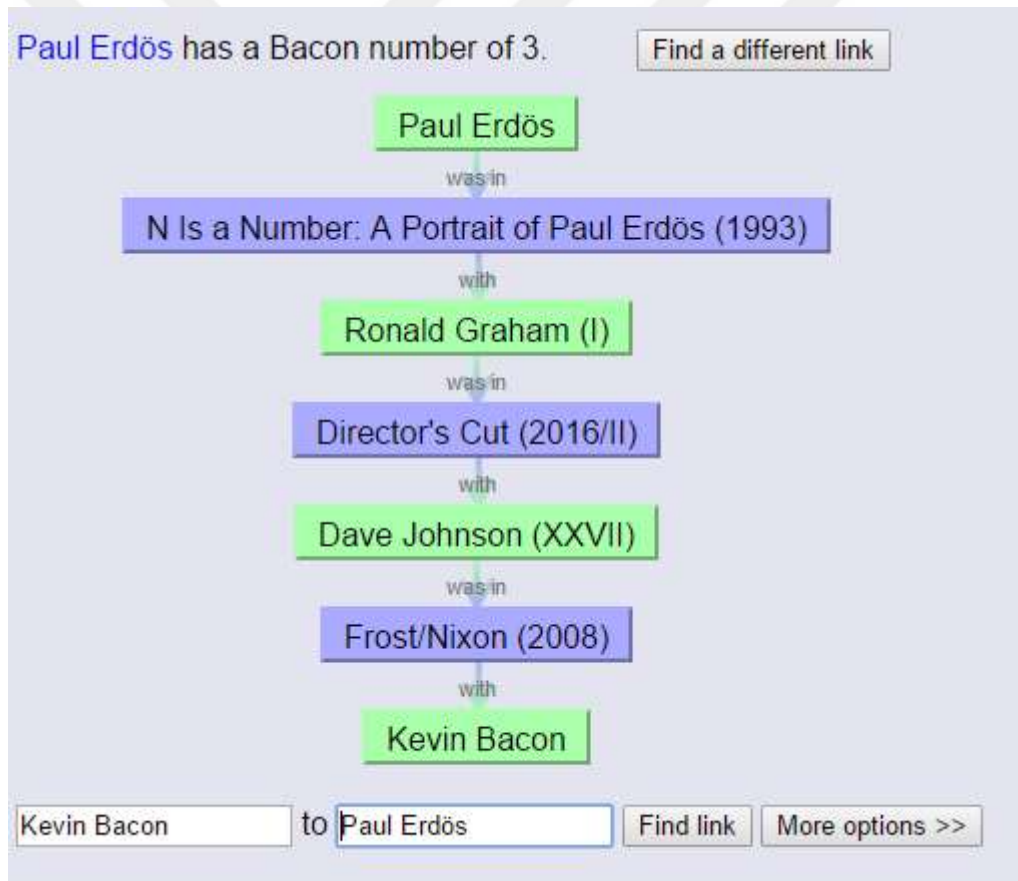 Paul Erdös has a Bacon number of 3. Find a different link
Paul Erdös
was in
N Is a Number: A Portrait of Paul Erdös (1993)
with
Ronald Graham (I)
was in
Director's Cut (2016/II)
with
Dave Johnson (XXVII)
was in
Frost/Nixon (2008)
with
Kevin Bacon
Kevin Bacon to Paul Erdös Find link More options >>